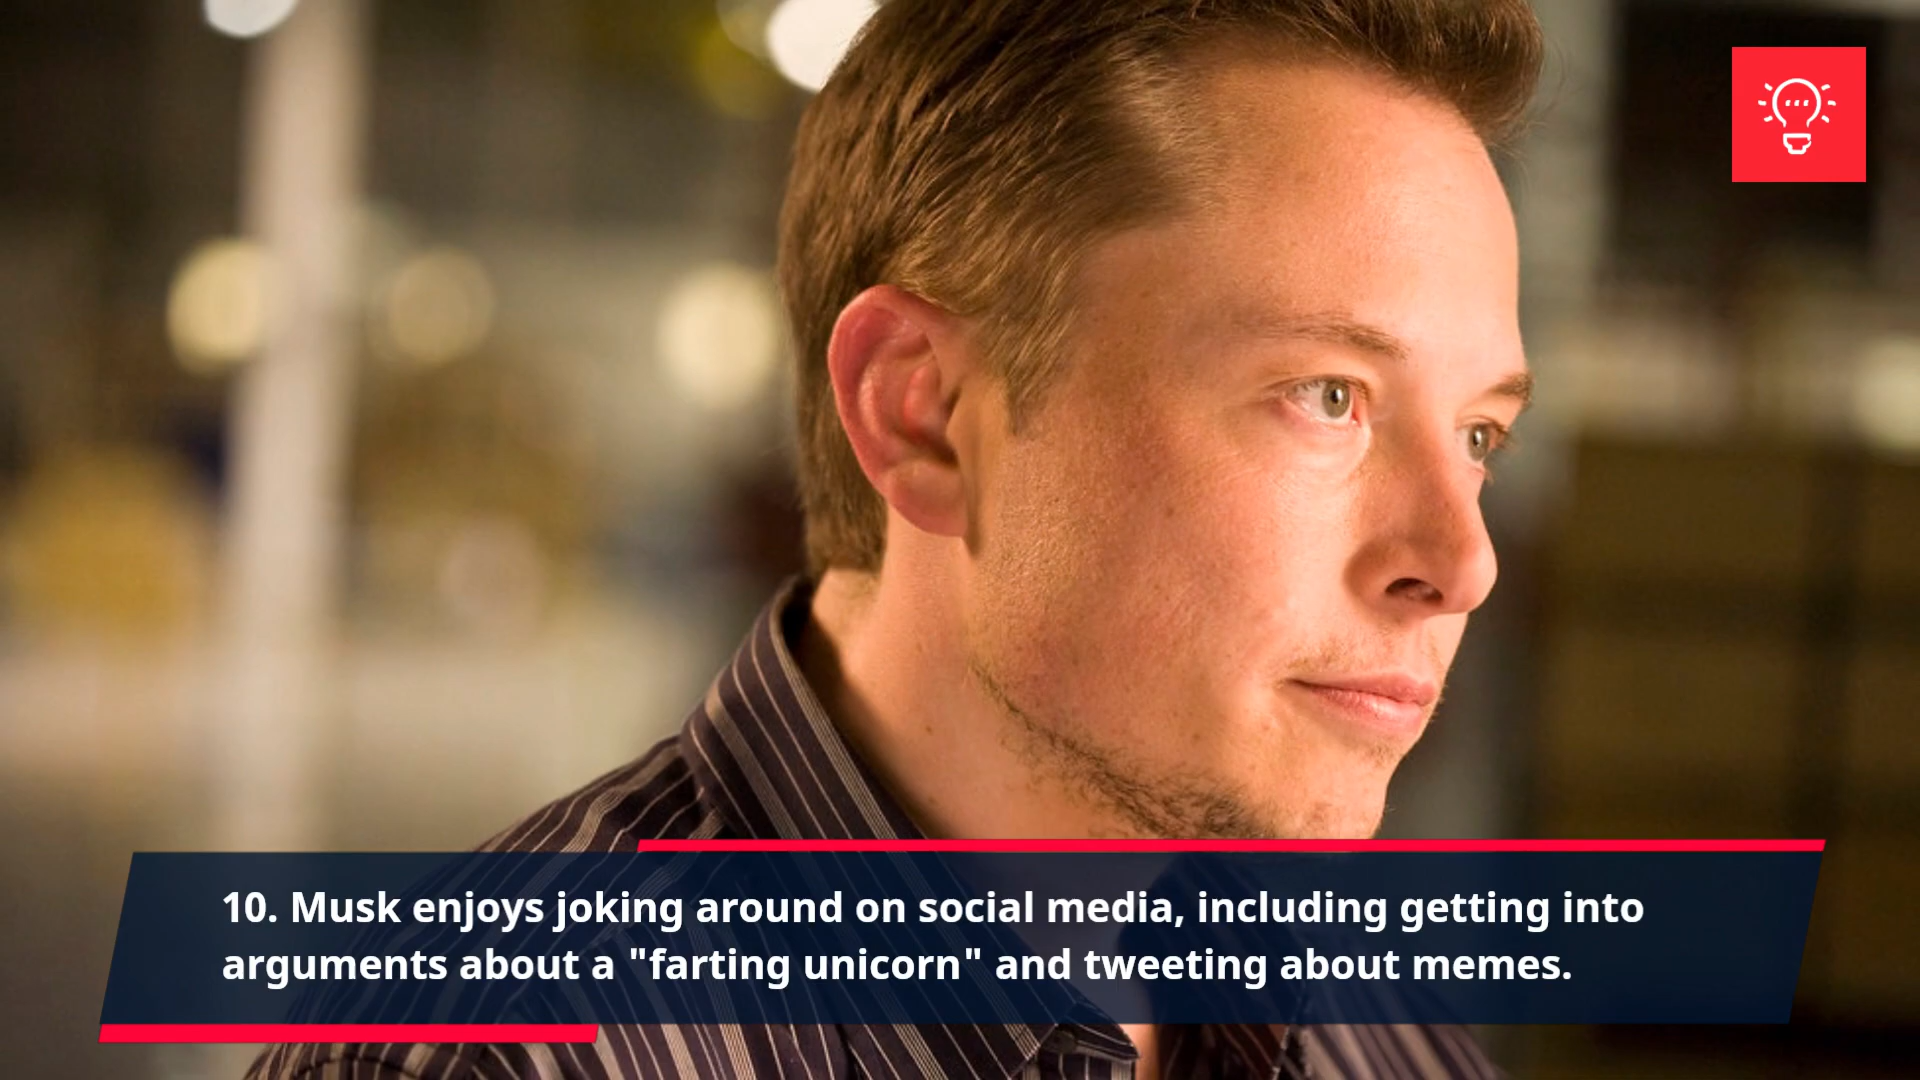 10. Musk enjoys joking around on social media, including getting into
arguments about a "farting unicorn" and tweeting about memes.